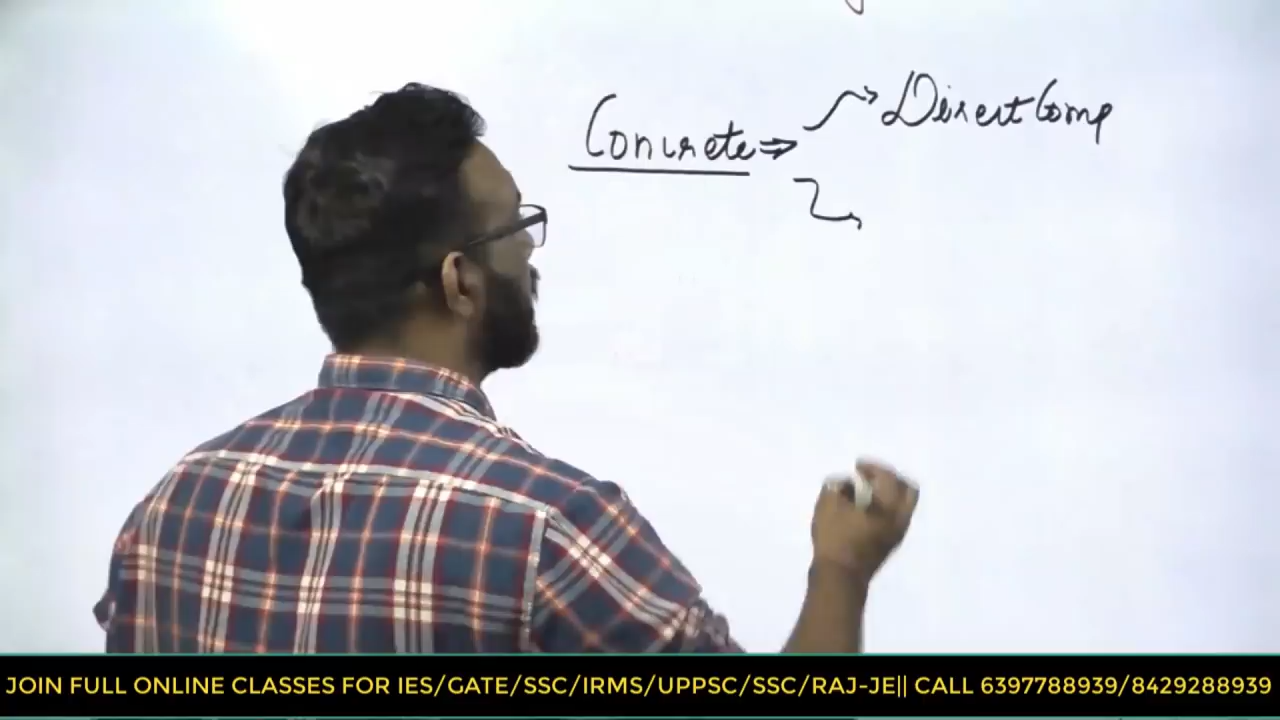 Concrete ⇒ → Direct Comp
JOIN FULL ONLINE CLASSES FOR IES/GATE/SSC/IRMS/UPPSC/SSC/RAJ-JE|| CALL 6397788939/8429288939